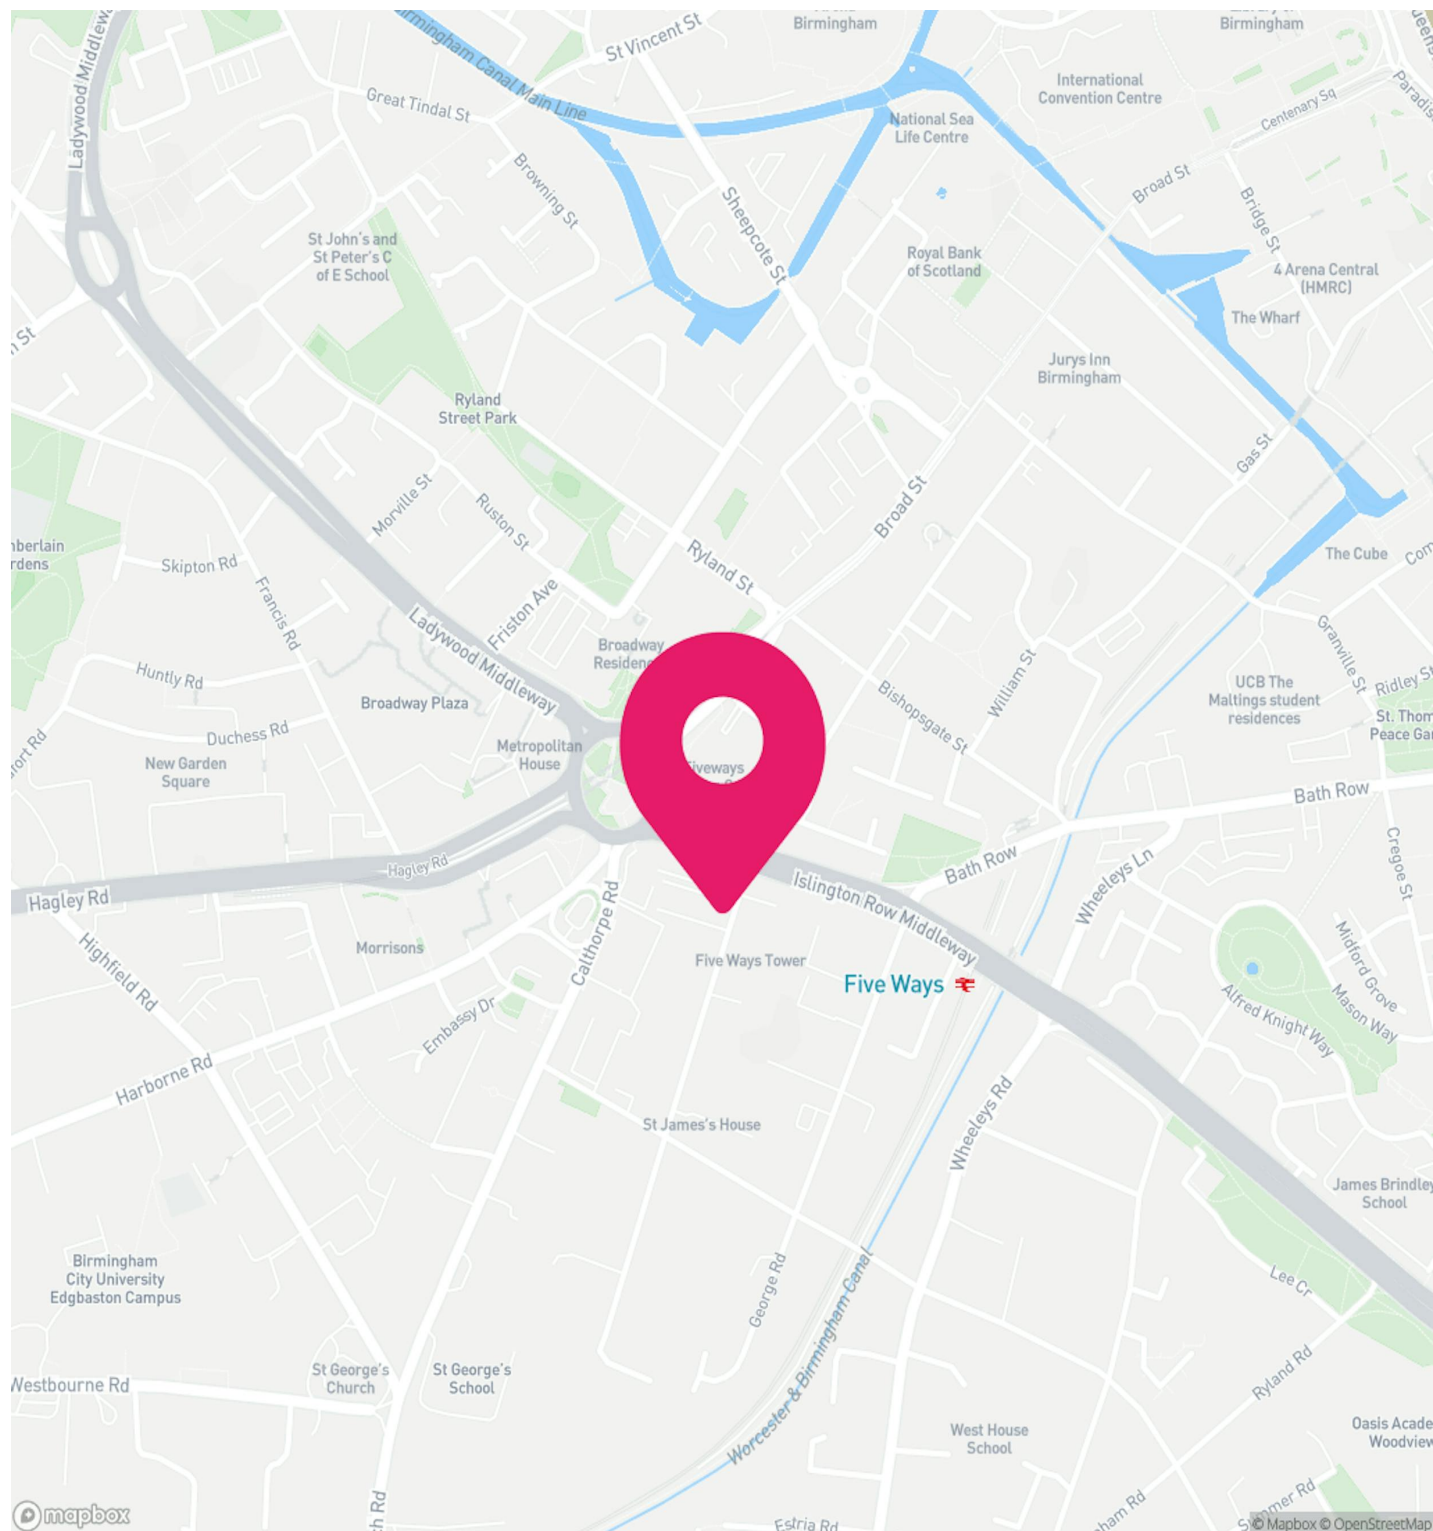 Birmingham
Birmingham
Ladywood Middleway
St Vincent St
Birmingham Canal Main Line
International
Convention Centre
Great Tindal St
Centenary Sq
National Sea
Life Centre
Browning St
Broad St
Sheepcote St
Bridge St
St John's and
St Peter's C
of E School
Royal Bank
of Scotland
4 Arena Central
(HMRC)
The Wharf
Jurys Inn
Birmingham
Ryland
Street Park
Gas St
Morville St
Ruston St
Broad St
Skipton Rd
Ryland St
The Cube
Francis Rd
Friston Ave
Ladywood Middleway
Broadway
Granville St
William St
Huntly Rd
Broadway Plaza
Bishopsgate St
UCB The
Maltings student
residences
Ridley St
Duchess Rd
Metropolitan
House
New Garden
Square
Fiveways
Bath Row
Hagley Rd
Bath Row
Wheeleys Ln
Cregoe St
Hagley Rd
Islington Row Middleway
Calthorpe Rd
Highfield Rd
Morrisons
Five Ways Tower
Midford Grove
Five Ways
Mason Way
Embassy Dr
Alfred Knight Way
Harborne Rd
St James's House
Wheeleys Rd
James Brindley
School
Birmingham
City University
Edgbaston Campus
George Rd
Lee Cr
Worcester & Birmingham Canal
St George's
Church
St George's
School
Westbourne Rd
Ryland Rd
West House
School
mapbox
Estria Rd
© Mapbox © OpenStreetMap